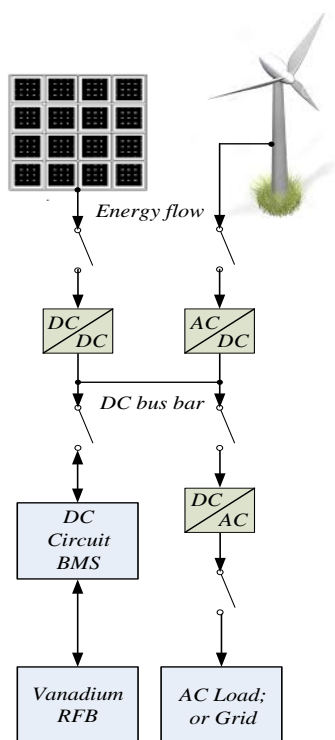 Energy flow
DC
DC
AC
DC
DC bus bar
DC
Circuit
BMS
DC
AC
Vanadium
RFB
AC Load;
or Grid